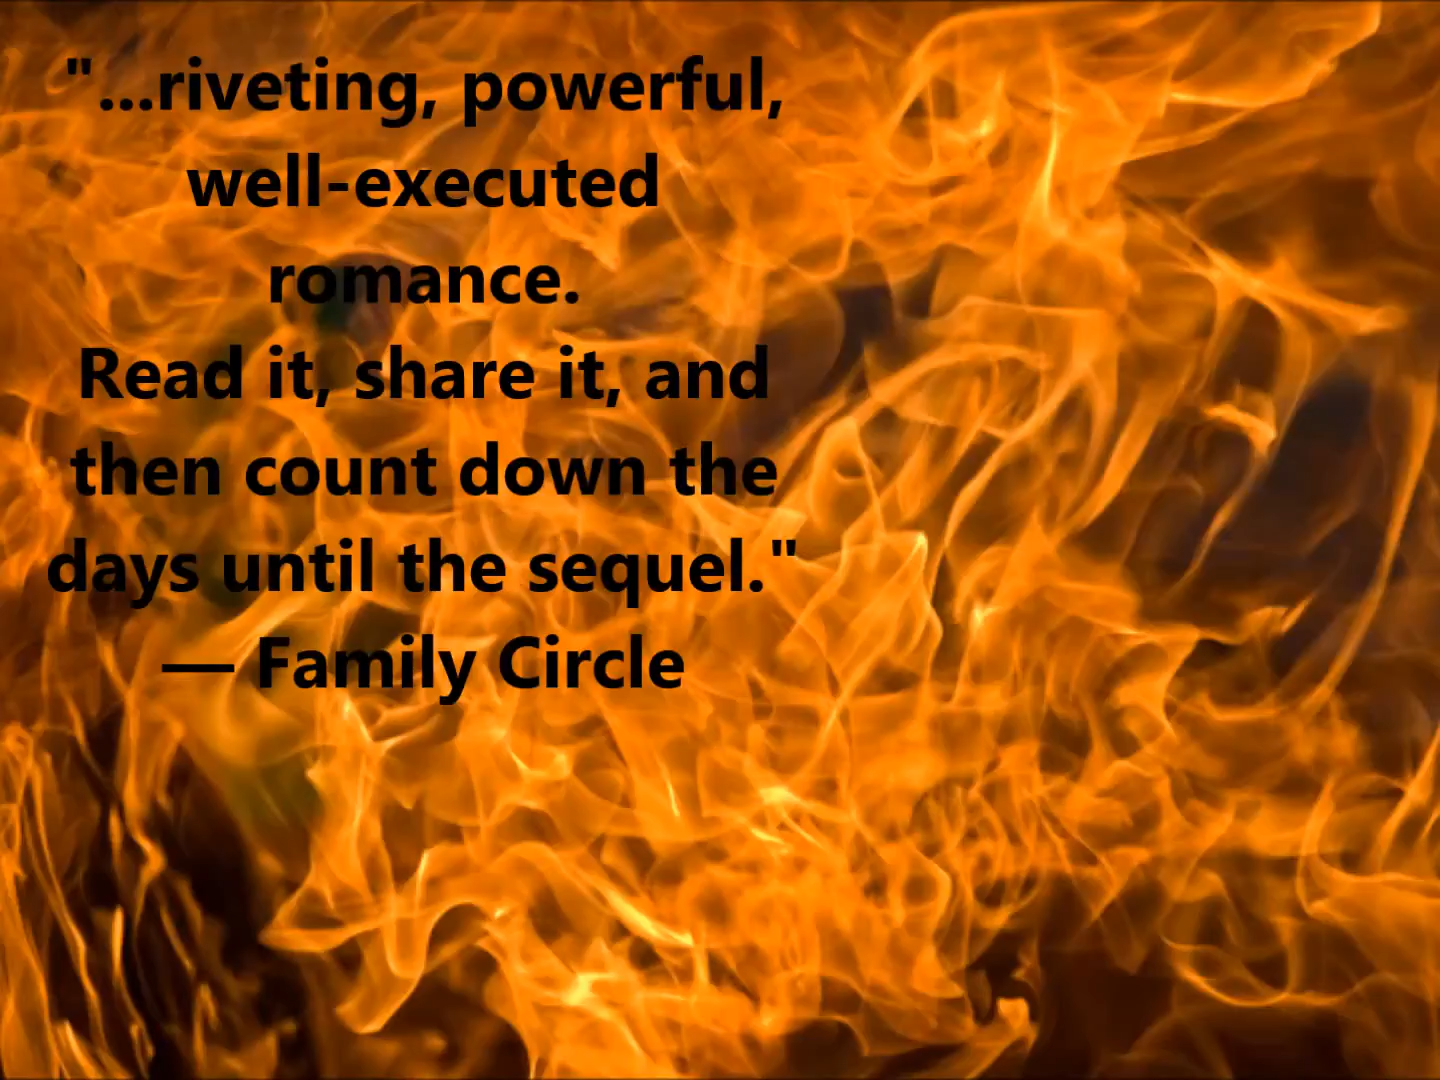 "...riveting, powerful,
well-executed
romance.
Read it, share it, and
then count down the
days until the sequel."
— Family Circle